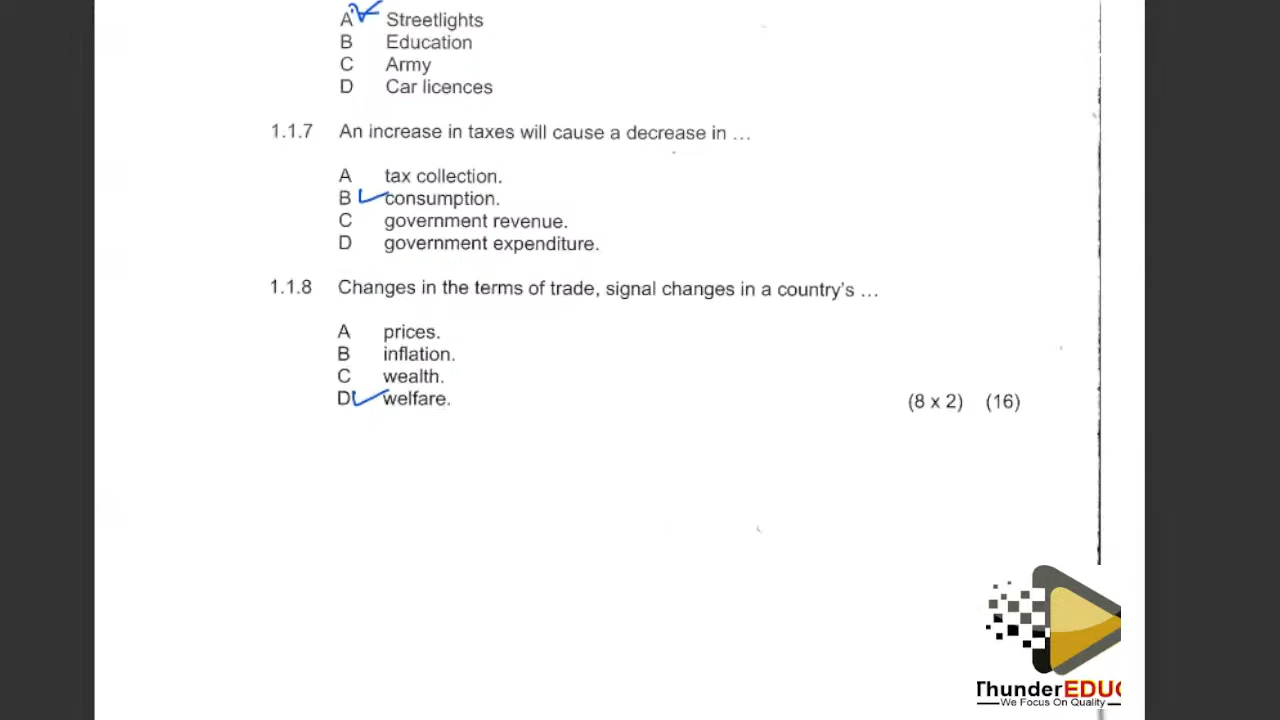 A Streetlights
B Education
C Army
D Car licences
1.1.7 An increase in taxes will cause a decrease in ...
A tax collection.
B consumption.
C government revenue.
D government expenditure.
1.1.8 Changes in the terms of trade, signal changes in a country's ...
A prices.
B inflation.
C wealth.
D welfare.
(8 x 2) (16)
ThunderEDUC
We Focus On Quality